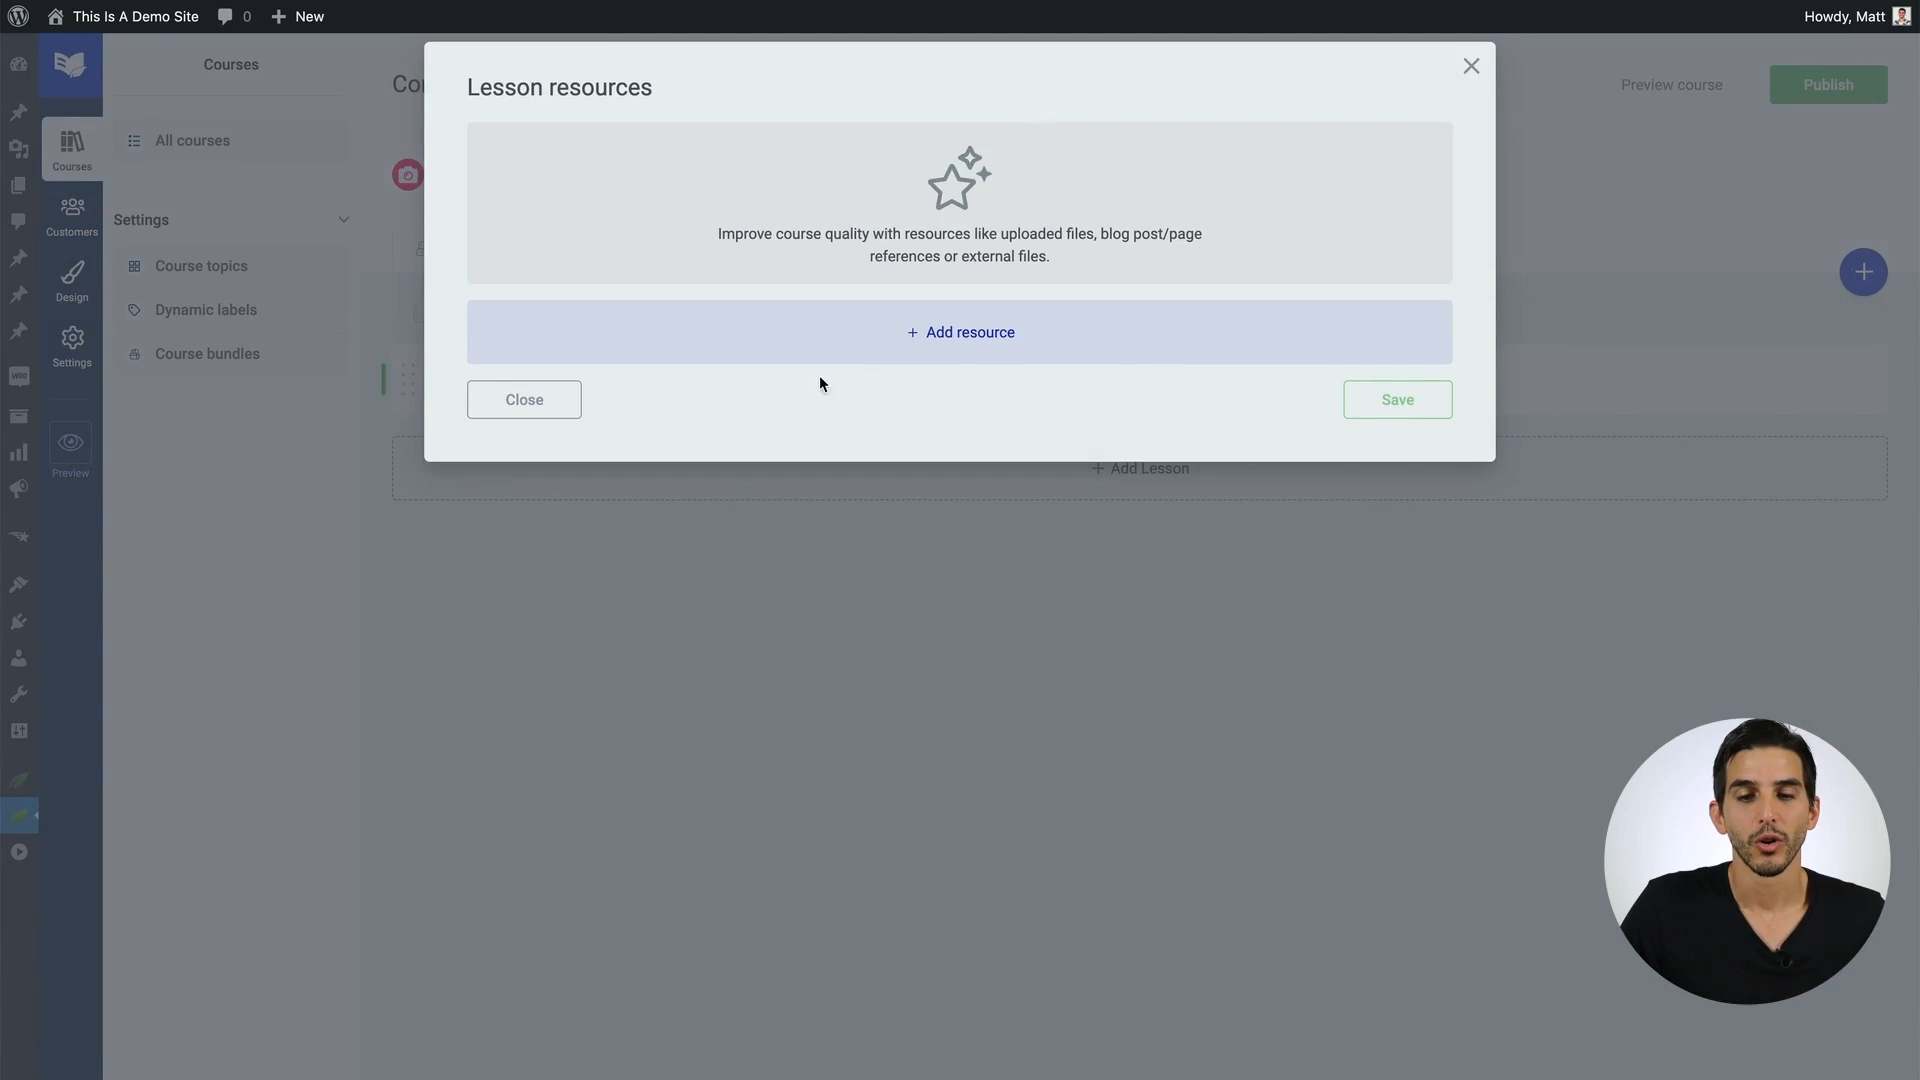 This Is A Demo Site
0
New
Howdy, Matt
Courses
Lesson resources
Co
Preview course
Publish
All courses
Courses
Improve course quality with resources like uploaded files, blog post/page
references or external files.
Settings
Customers
Course topics
Design
Dynamic labels
+ Add resource
Settings
Course bundles
woo
Close
Save
Preview
+ Add Lesson